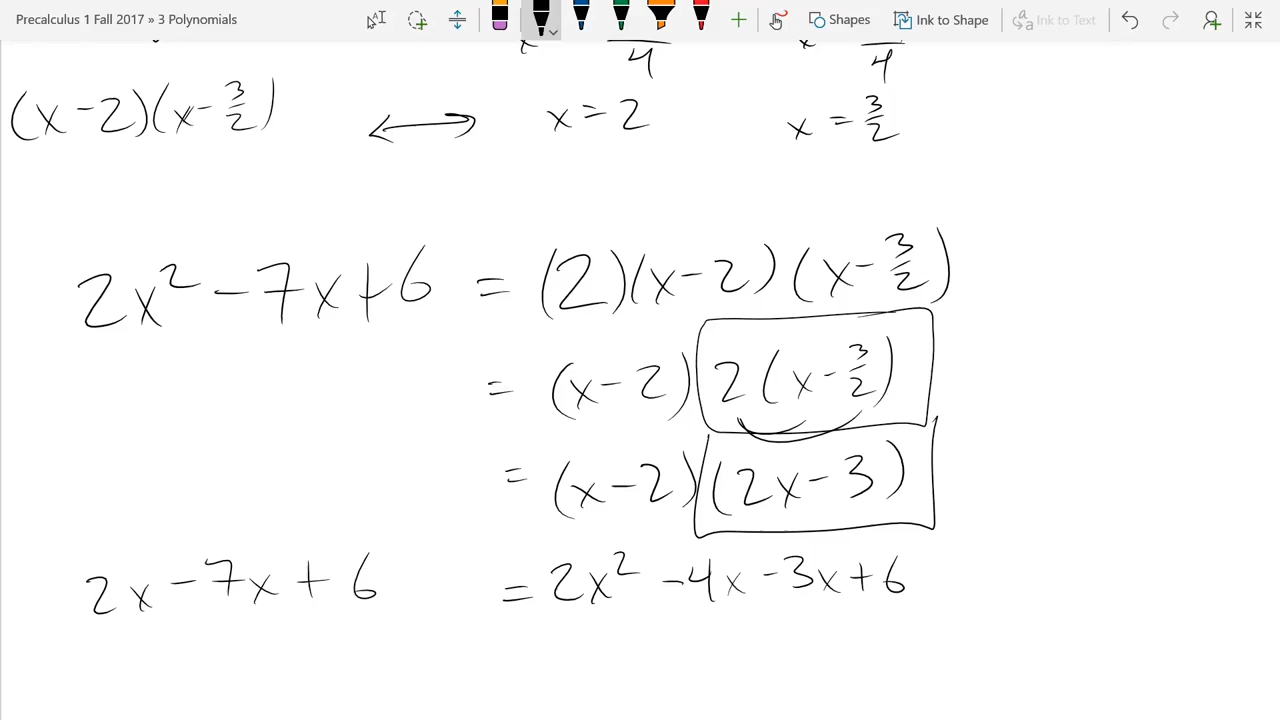 Precalculus 1 Fall 2017 » 3 Polynomials
Shapes Ink to Shape Ink to Text
4 4
(x-2)(x-3/2) ⟷ x=2 x=3/2
2x²-7x+6 = (2)(x-2)(x-3/2)
= (x-2) 2(x-3/2)
= (x-2)(2x-3)
2x-7x+6 = 2x²-4x-3x+6